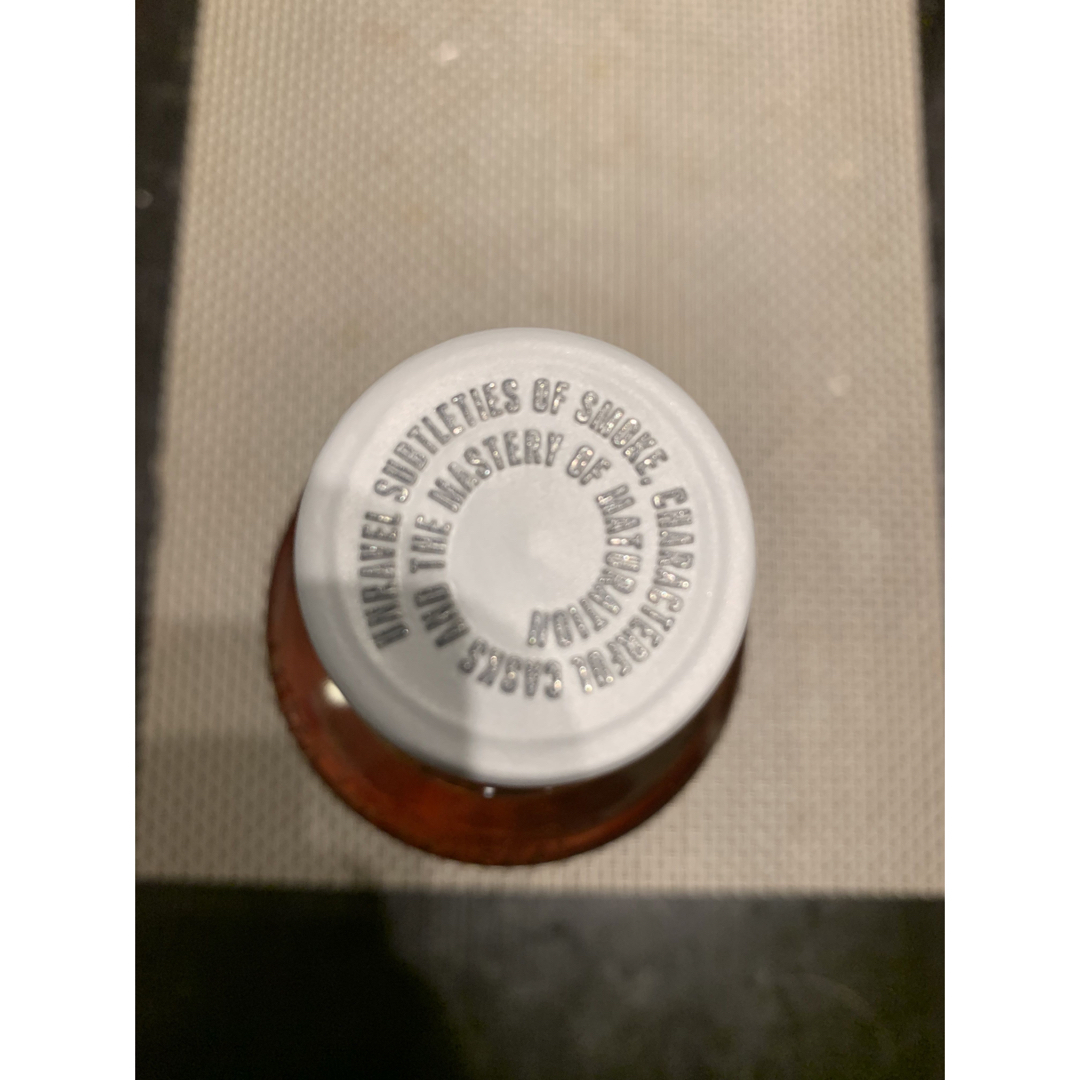 UNRAVEL SUBTLETIES OF SMOKE, CHARACTERFUL CASKS AND THE MASTERY OF MATURATION